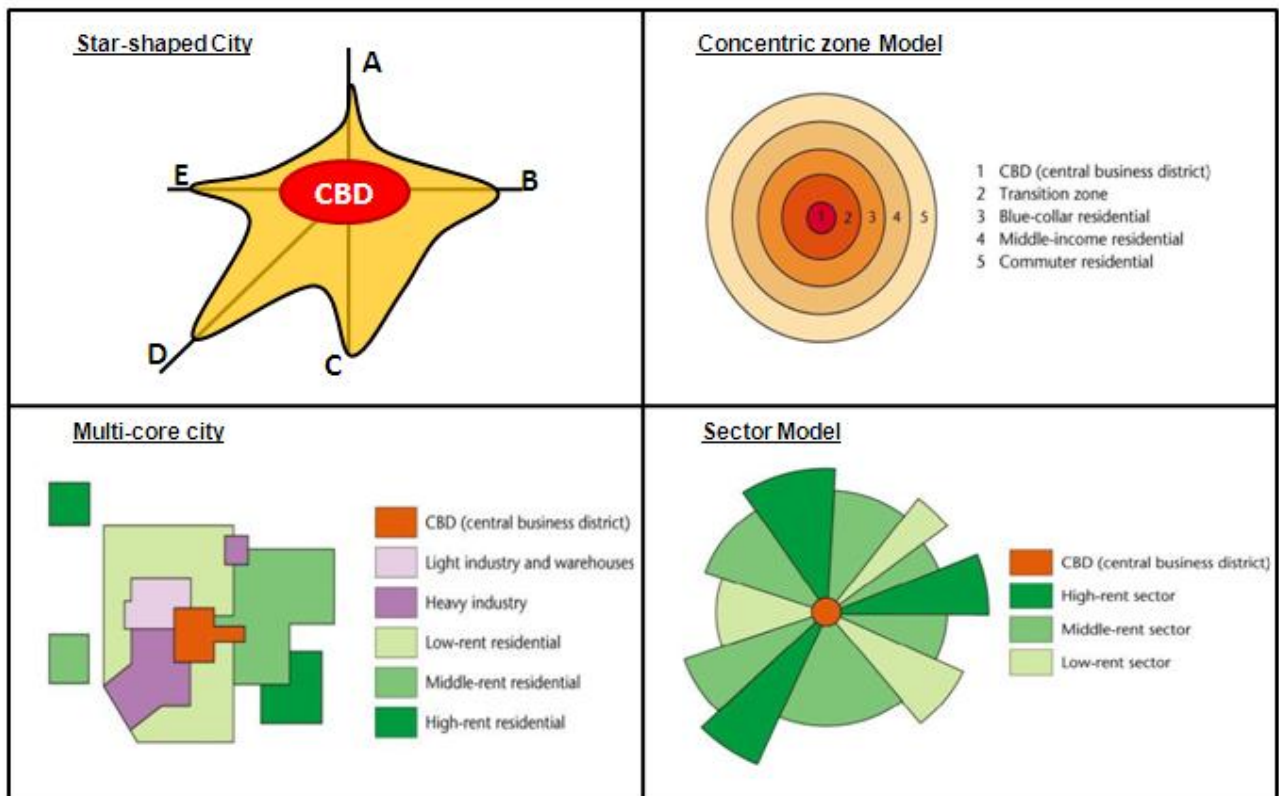 Star-shaped City
A
E
B
CBD
D
C
Concentric zone Model
1 2 3 4 5
1 CBD (central business district)
2 Transition zone
3 Blue-collar residential
4 Middle-income residential
5 Commuter residential
Multi-core city
CBD (central business district)
Light industry and warehouses
Heavy industry
Low-rent residential
Middle-rent residential
High-rent residential
Sector Model
CBD (central business district)
High-rent sector
Middle-rent sector
Low-rent sector